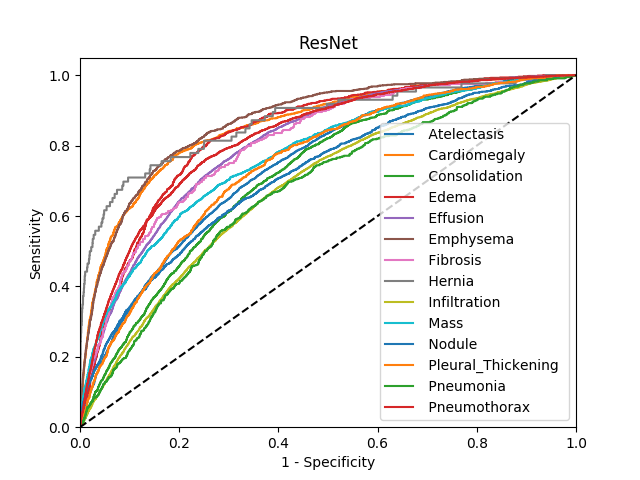 ResNet
Sensitivity
1.0
0.8
0.6
0.4
0.2
0.0
0.0 0.2 0.4 0.6 0.8 1.0
1 - Specificity
Atelectasis
Cardiomegaly
Consolidation
Edema
Effusion
Emphysema
Fibrosis
Hernia
Infiltration
Mass
Nodule
Pleural_Thickening
Pneumonia
Pneumothorax